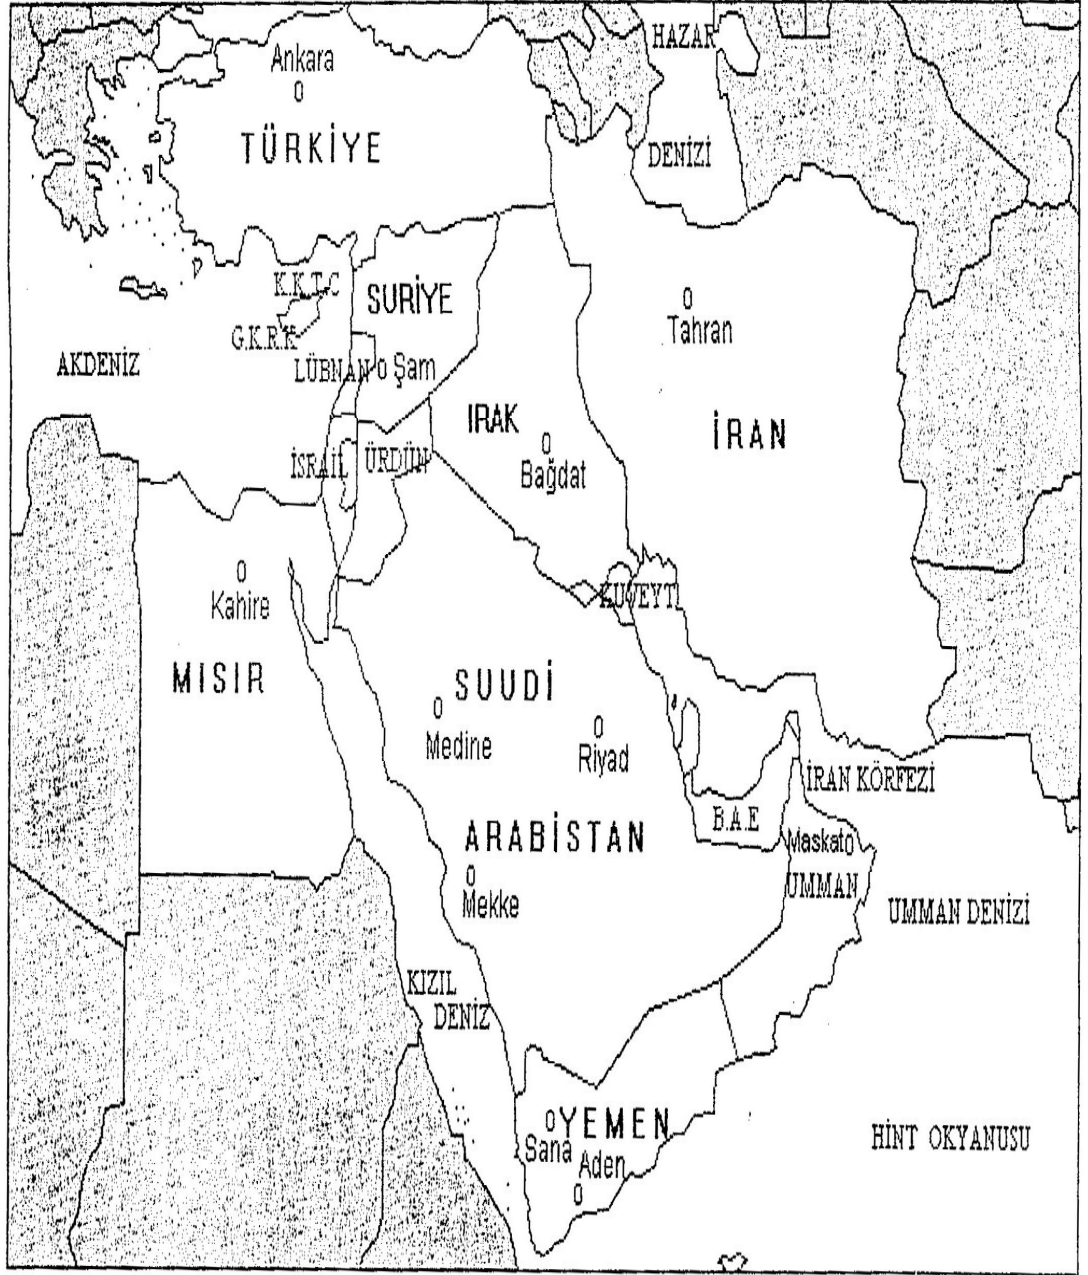 HAZAR
Ankara
TÜRKİYE
DENİZİ
K.K.T.C
SURİYE
Tahran
G.K.R.K
AKDENİZ
LÜBNAN
Şam
IRAK
İRAN
İSRAİL
ÜRDÜN
Bağdat
Kahire
KUVEYT
MISIR
SUUDİ
Medine
Riyad
İRAN KÖRFEZİ
B.A.E
ARABİSTAN
Maskat
UMMAN
Mekke
UMMAN DENİZİ
KIZIL
DENİZ
YEMEN
HİNT OKYANUSU
Sana
Aden